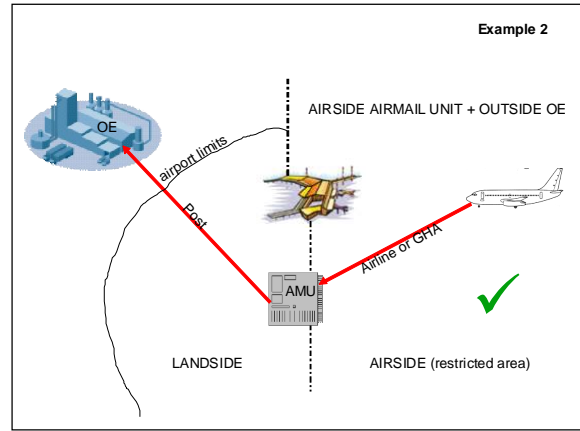 Example 2
AIRSIDE AIRMAIL UNIT + OUTSIDE OE
OE
airport limits
Post
Airline or GHA
AMU
LANDSIDE
AIRSIDE (restricted area)